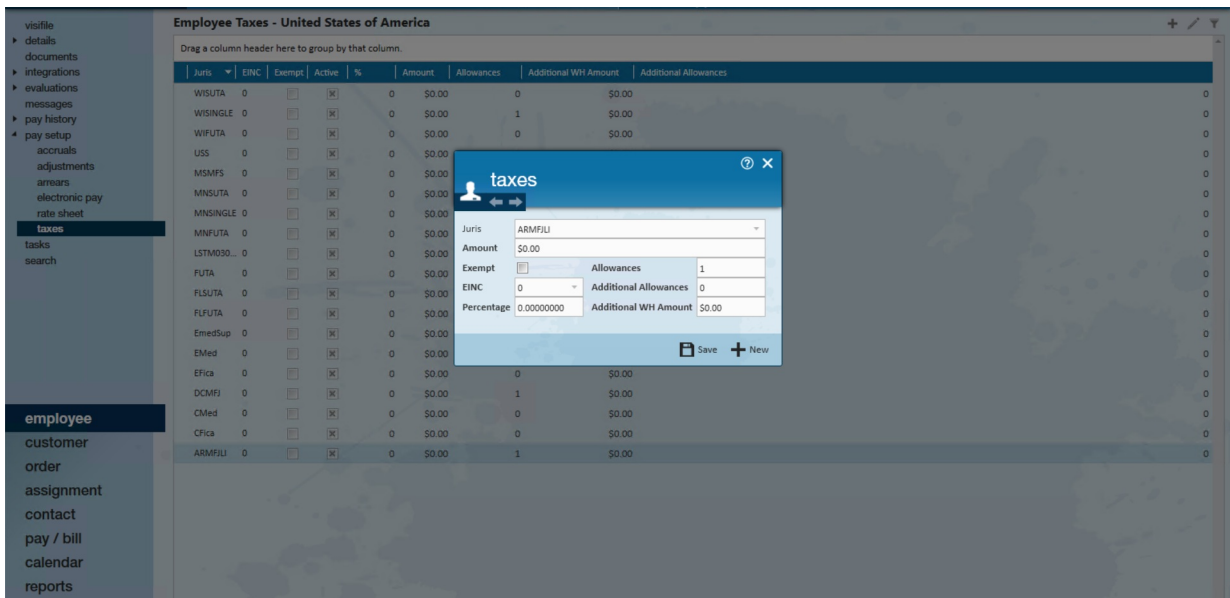 visifile
details
documents
integrations
evaluations
messages
pay history
pay setup
accruals
adjustments
arrears
electronic pay
rate sheet
taxes
tasks
search
employee
customer
order
assignment
contact
pay / bill
calendar
reports
Employee Taxes - United States of America
Drag a column header here to group by that column.
Juris EINC Exempt Active % Amount Allowances Additional WH Amount Additional Allowances
WISUTA 0 0 $0.00 0 $0.00 0
WISINGLE 0 0 $0.00 1 $0.00 0
WIFUTA 0 0 $0.00 0 $0.00 0
USS 0 0 $0.00 0
MSMFS 0 0 $0.00 0
MNSUTA 0 0 $0.00 0
MNSINGLE 0 0 $0.00 0
MNFUTA 0 0 $0.00 0
LSTM030... 0 0 $0.00 0
FUTA 0 0 $0.00 0
FLSUTA 0 0 $0.00 0
FLFUTA 0 0 $0.00 0
EmedSup 0 0 $0.00 0
EMed 0 0 $0.00 0
EFica 0 0 $0.00 0 $0.00 0
DCMFJ 0 0 $0.00 1 $0.00 0
CMed 0 0 $0.00 0 $0.00 0
CFica 0 0 $0.00 0 $0.00 0
ARMFJLI 0 0 $0.00 1 $0.00 0
taxes
Juris ARMFJLI
Amount $0.00
Exempt Allowances 1
EINC 0 Additional Allowances 0
Percentage 0.00000000 Additional WH Amount $0.00
Save New